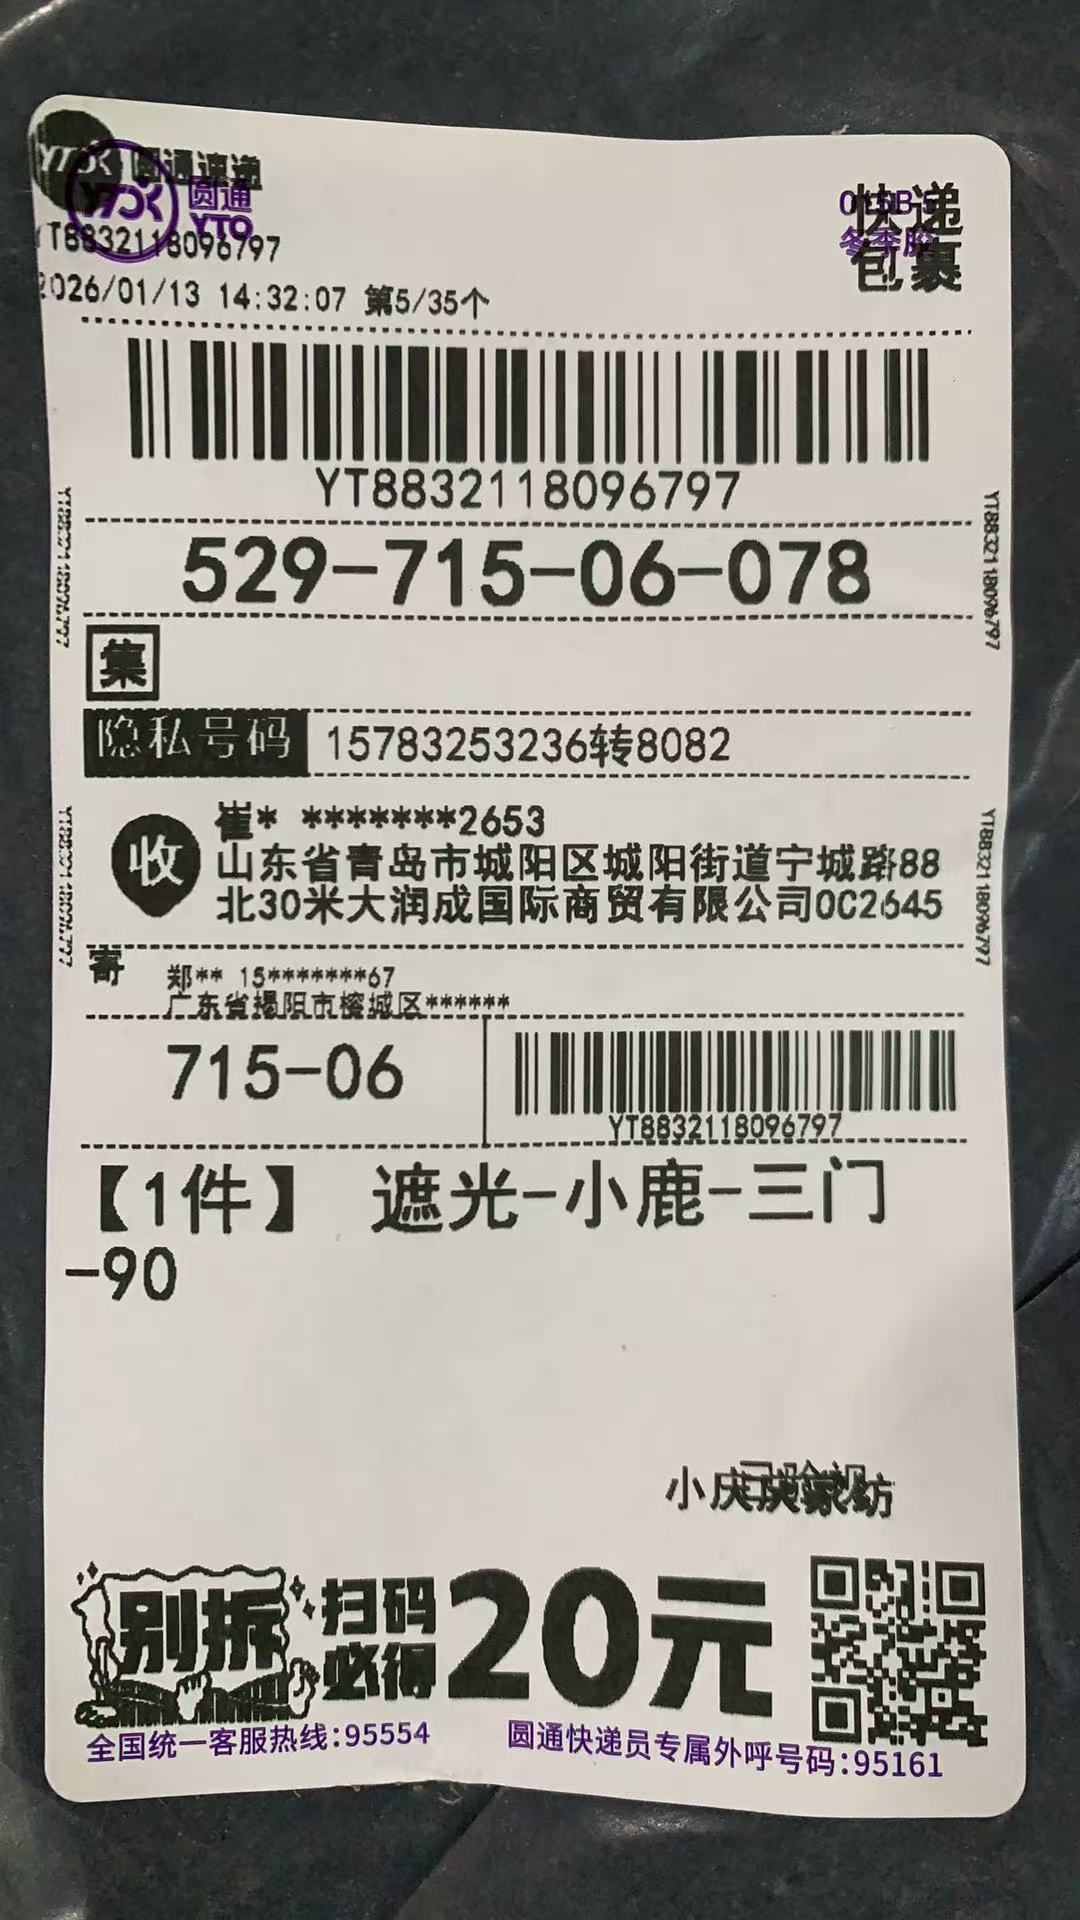 圆通速递
圆通
YTO
YT8832118096797
快递
包裹
冬季胶
2026/01/13 14:32:07 第5/35个
YT8832118096797
529-715-06-078
集
隐私号码 15783253236转8082
收
崔* *******2653
山东省青岛市城阳区城阳街道宁城路88
北30米大润成国际商贸有限公司0C2645
寄
郑** 15*******67
广东省揭阳市榕城区******
715-06
YT8832118096797
【1件】 遮光-小鹿-三门
-90
YT8832118096797
YT8832118096797
别拆
扫码
必得
20元
全国统一客服热线:95554
圆通快递员专属外呼号码:95161